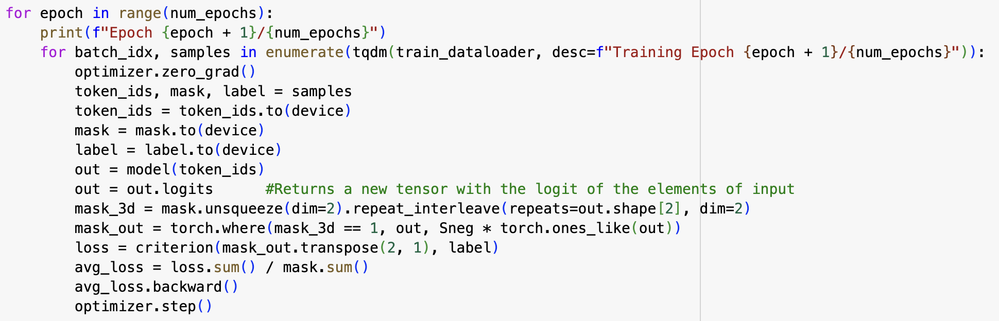 for epoch in range(num_epochs):
    print(f"Epoch {epoch + 1}/{num_epochs}")
    for batch_idx, samples in enumerate(tqdm(train_dataloader, desc=f"Training Epoch {epoch + 1}/{num_epochs}")):
        optimizer.zero_grad()
        token_ids, mask, label = samples
        token_ids = token_ids.to(device)
        mask = mask.to(device)
        label = label.to(device)
        out = model(token_ids)
        out = out.logits      #Returns a new tensor with the logit of the elements of input
        mask_3d = mask.unsqueeze(dim=2).repeat_interleave(repeats=out.shape[2], dim=2)
        mask_out = torch.where(mask_3d == 1, out, Sneg * torch.ones_like(out))
        loss = criterion(mask_out.transpose(2, 1), label)
        avg_loss = loss.sum() / mask.sum()
        avg_loss.backward()
        optimizer.step()